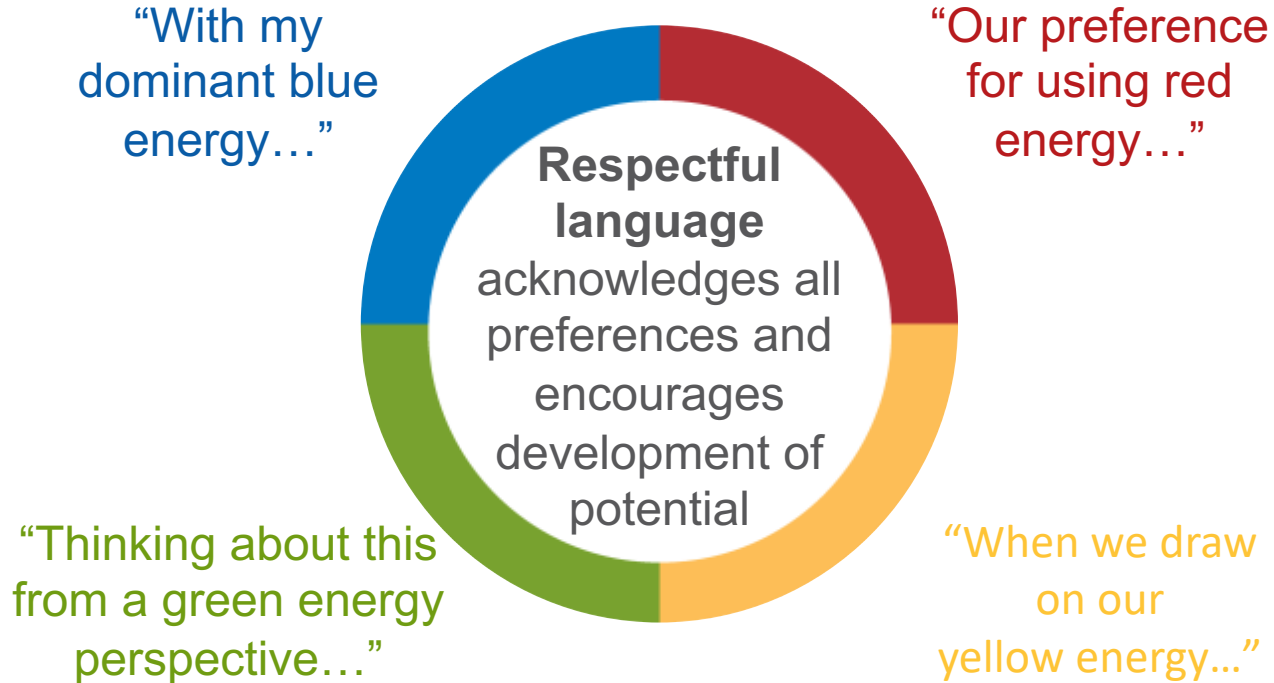 “With my
dominant blue
energy…”
“Our preference
for using red
energy…”
Respectful
language
acknowledges all
preferences and
encourages
development of
potential
“Thinking about this
from a green energy
perspective…”
“When we draw
on our
yellow energy…”